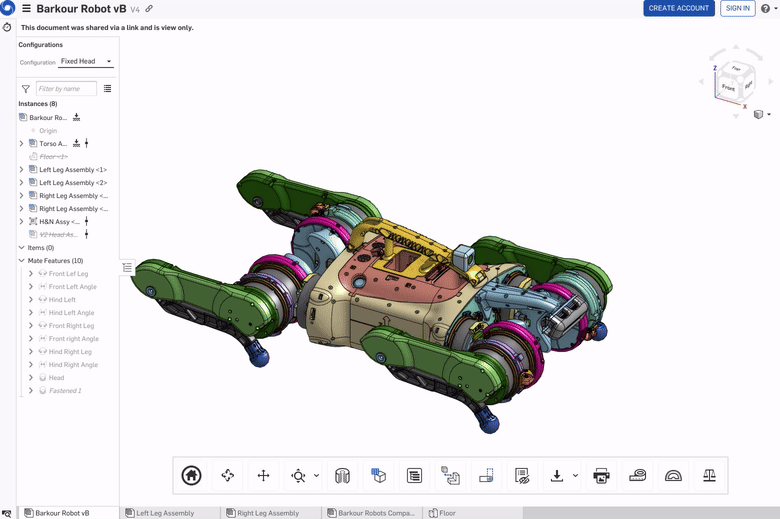 Barkour Robot vB V4
CREATE ACCOUNT
SIGN IN
This document was shared via a link and is view only.
Configurations
Configuration Fixed Head
Filter by name
Instances (8)
Barkour Ro...
Origin
Torso A...
Floor <1>
Left Leg Assembly <1>
Left Leg Assembly <2>
Right Leg Assembly <...
Right Leg Assembly <...
H&N Assy <...
V2 Head As...
Items (0)
Mate Features (10)
Front Lef Leg
Front Left Angle
Hind Left
Hind Left Angle
Front Right Leg
Front right Angle
Hind Right Leg
Hind Right Angle
Head
Fastened 1
Z
Front
Right
X
Barkour Robot vB
Left Leg Assembly
Right Leg Assembly
Barkour Robots Compa...
Floor